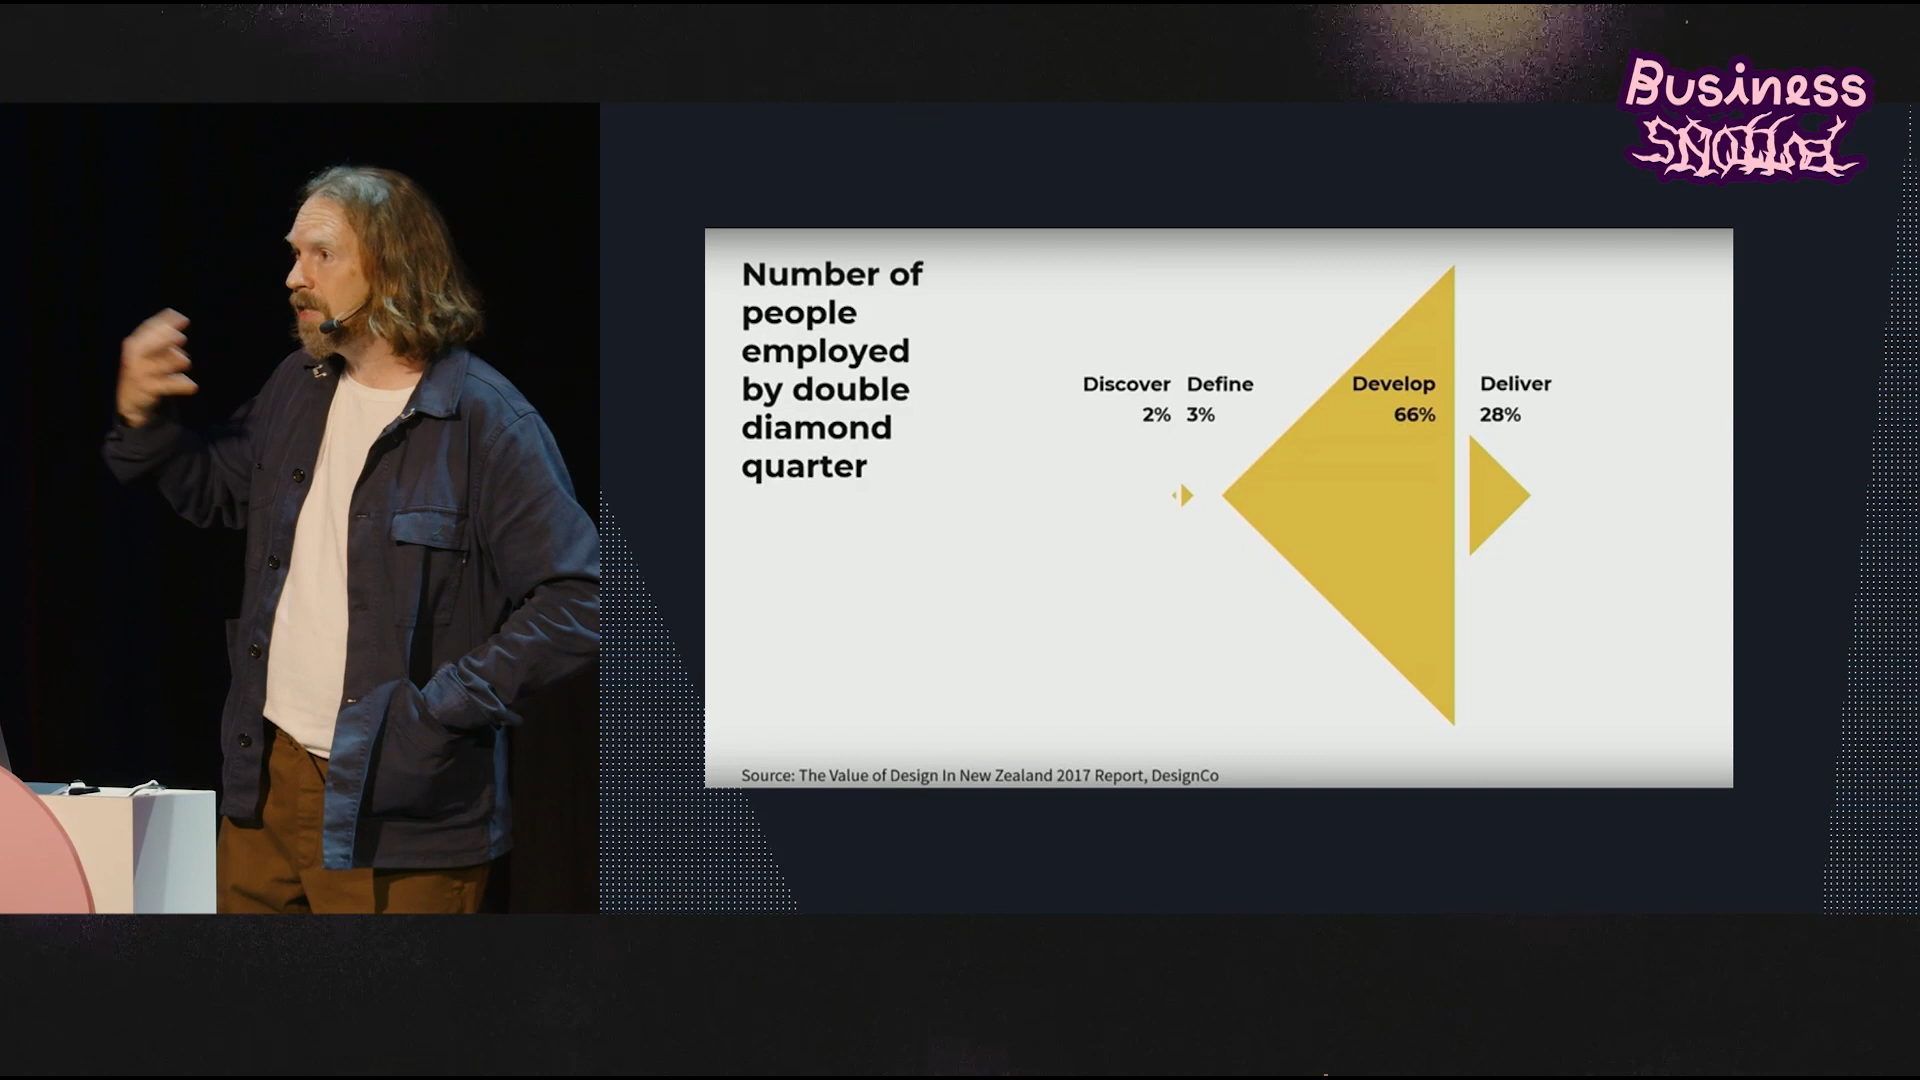 Business
Number of
people
employed
by double
diamond
quarter
Discover Define
2% 3%
Develop
66%
Deliver
28%
Source: The Value of Design In New Zealand 2017 Report, DesignCo